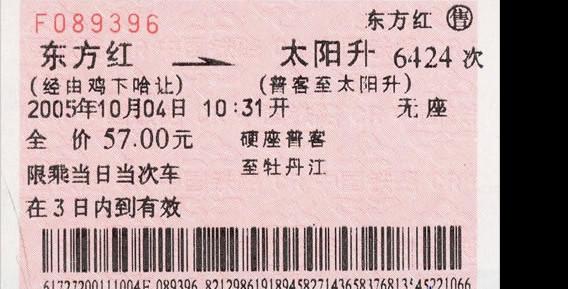 F089396 东方红 售
东方红 太阳升 6424 次
(经由鸡下哈让) (普客至太阳升)
2005年10月04日 10:31开 无座
全 价 57.00元 硬座普客
至牡丹江
限乘当日当次车
在3日内到有效